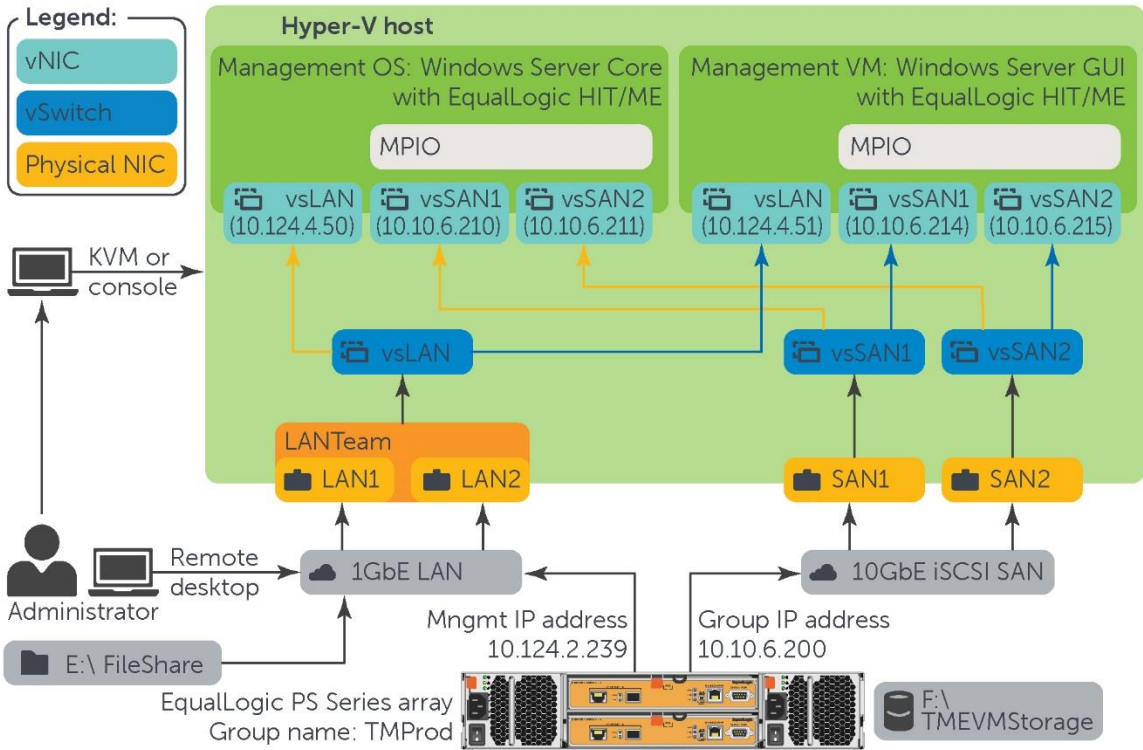 Legend:
vNIC
vSwitch
Physical NIC
Hyper-V host
Management OS: Windows Server Core
with EqualLogic HIT/ME
MPIO
vsLAN
(10.124.4.50)
vsSAN1
(10.10.6.210)
vsSAN2
(10.10.6.211)
Management VM: Windows Server GUI
with EqualLogic HIT/ME
MPIO
vsLAN
(10.124.4.51)
vsSAN1
(10.10.6.214)
vsSAN2
(10.10.6.215)
KVM or
console
vsLAN
vsSAN1
vsSAN2
LANTeam
LAN1
LAN2
SAN1
SAN2
Administrator
Remote
desktop
1GbE LAN
10GbE iSCSI SAN
Mngmt IP address
10.124.2.239
Group IP address
10.10.6.200
E:\ FileShare
EqualLogic PS Series array
Group name: TMProd
F:\
TMEVMStorage